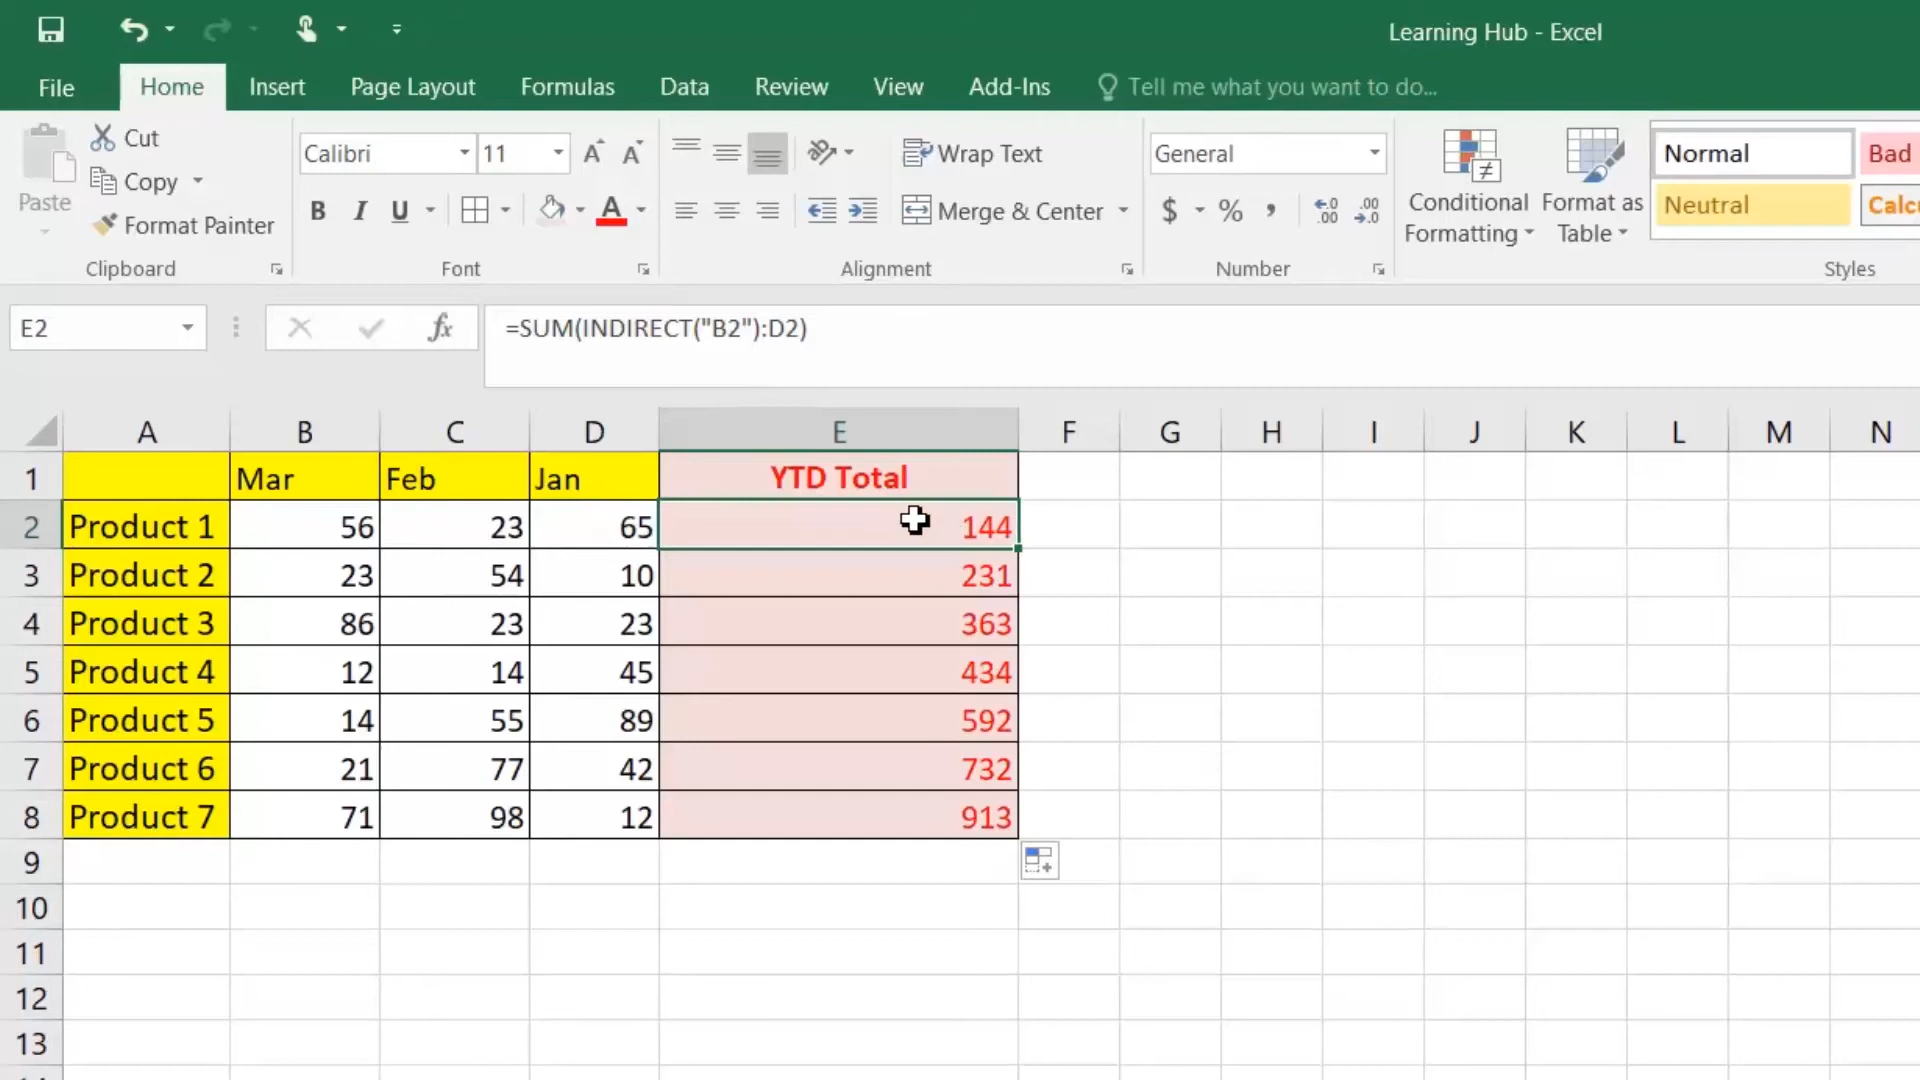 Learning Hub - Excel
File Home Insert Page Layout Formulas Data Review View Add-Ins Tell me what you want to do...
Paste
Cut
Copy
Format Painter
Clipboard
Calibri 11
B I U
Font
Wrap Text
Merge & Center
Alignment
General
$ % , .00 .00
Number
Conditional Formatting
Format as Table
Normal Bad
Neutral
Styles
E2 fx =SUM(INDIRECT("B2"):D2)
A B C D E F G H I J K L M N
1 Mar Feb Jan YTD Total
2 Product 1 56 23 65 144
3 Product 2 23 54 10 231
4 Product 3 86 23 23 363
5 Product 4 12 14 45 434
6 Product 5 14 55 89 592
7 Product 6 21 77 42 732
8 Product 7 71 98 12 913
9
10
11
12
13